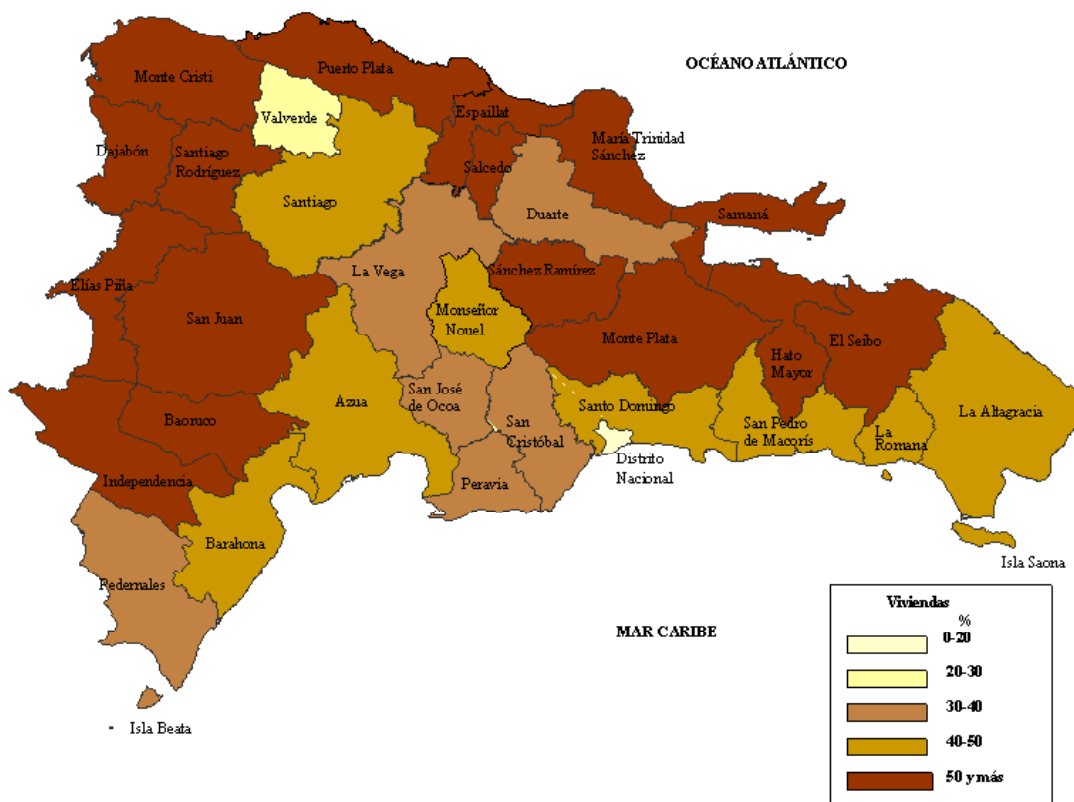 OCÉANO ATLÁNTICO
Puerto Plata
Monte Cristi
Espaillat
Valverde
María Trinidad
Sánchez
Dajabón
Santiago
Rodríguez
Salcedo
Santiago
Duarte
Samaná
La Vega
Sánchez Ramírez
Elías Piña
San Juan
Monseñor
Nouel
Monte Plata
El Seibo
Hato
Mayor
San José
de Ocoa
Azua
Santo Domingo
La Altagracia
Baoruco
San
Cristóbal
San Pedro
de Macorís
La
Romana
Distrito
Nacional
Independencia
Peravia
Barahona
Isla Saona
Pedernales
Viviendas
%
0-20
MAR CARIBE
20-30
30-40
Isla Beata
40-50
50 y más